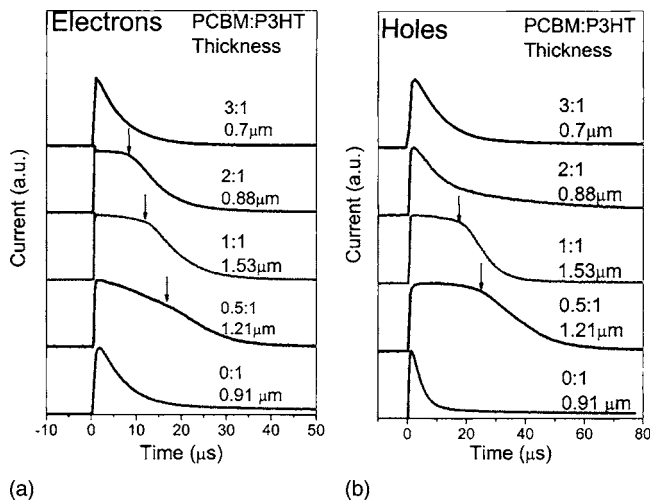 Electrons
PCBM:P3HT
Thickness
3:1
0.7μm
2:1
0.88μm
1:1
1.53μm
0.5:1
1.21μm
0:1
0.91 μm
Current (a.u.)
-10 0 10 20 30 40 50
Time (μs)
(a)
Holes
PCBM:P3HT
Thickness
3:1
0.7μm
2:1
0.88μm
1:1
1.53μm
0.5:1
1.21μm
0:1
0.91 μm
Current (a.u.)
0 20 40 60 80
Time (μs)
(b)